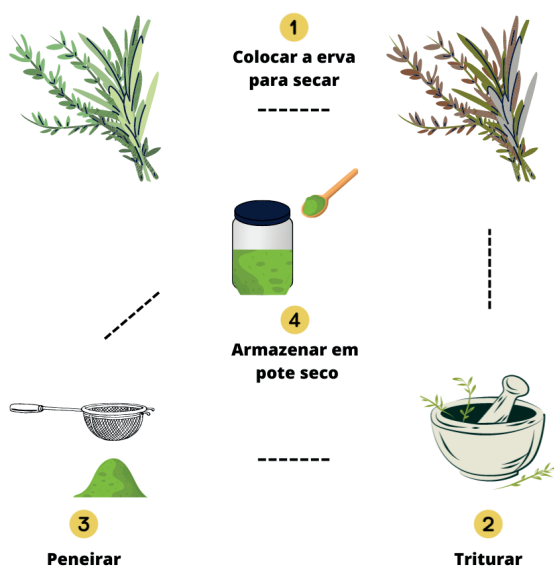 1
Colocar a erva
para secar
2
Triturar
3
Peneirar
4
Armazenar em
pote seco